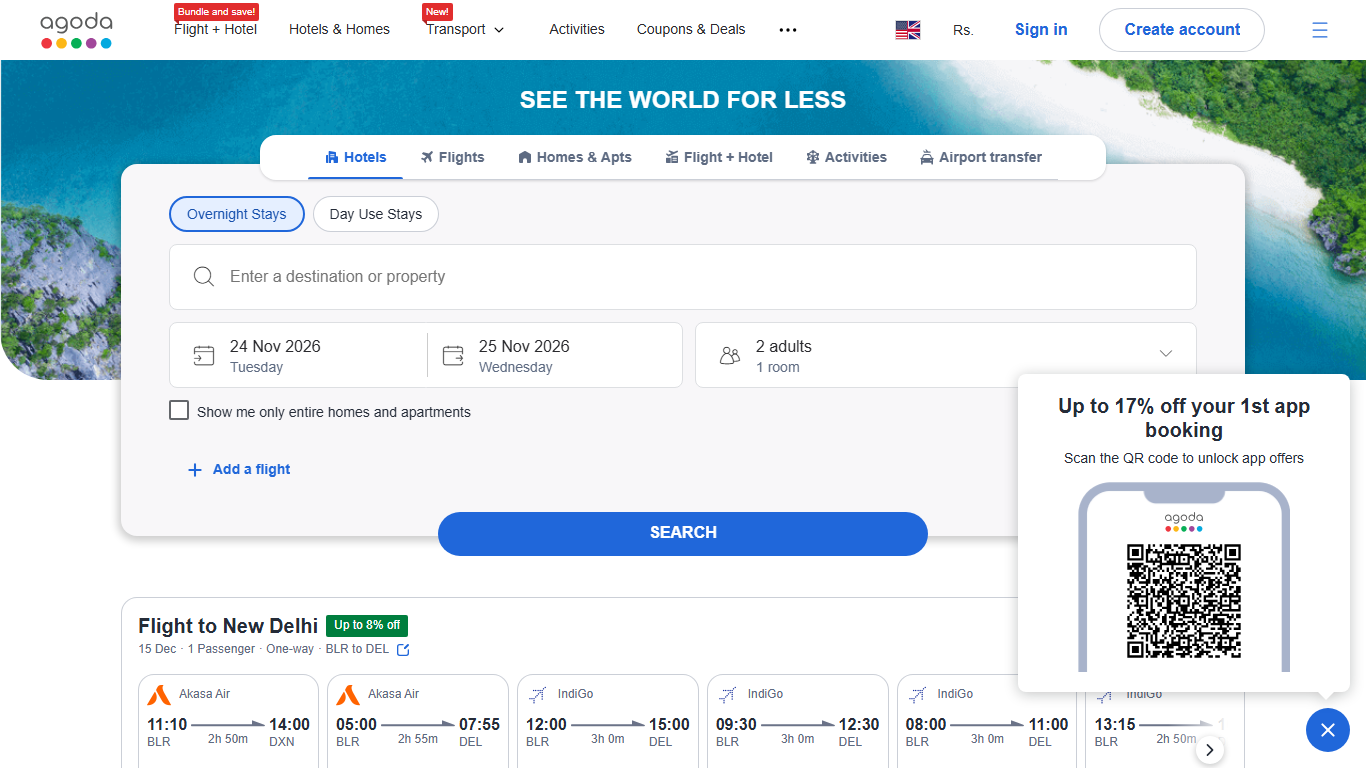 agoda
Bundle and save!
Flight + Hotel
Hotels & Homes
New!
Transport
Activities
Coupons & Deals
Rs.
Sign in
Create account
SEE THE WORLD FOR LESS
Hotels
Flights
Homes & Apts
Flight + Hotel
Activities
Airport transfer
Overnight Stays
Day Use Stays
Enter a destination or property
24 Nov 2026
Tuesday
25 Nov 2026
Wednesday
2 adults
1 room
Show me only entire homes and apartments
Add a flight
SEARCH
Up to 17% off your 1st app
booking
Scan the QR code to unlock app offers
agoda
Flight to New Delhi
Up to 8% off
15 Dec · 1 Passenger · One-way · BLR to DEL
Akasa Air
11:10 14:00
BLR 2h 50m DXN
Akasa Air
05:00 07:55
BLR 2h 55m DEL
IndiGo
12:00 15:00
BLR 3h 0m DEL
IndiGo
09:30 12:30
BLR 3h 0m DEL
IndiGo
08:00 11:00
BLR 3h 0m DEL
IndiGo
13:15 1
BLR 2h 50m